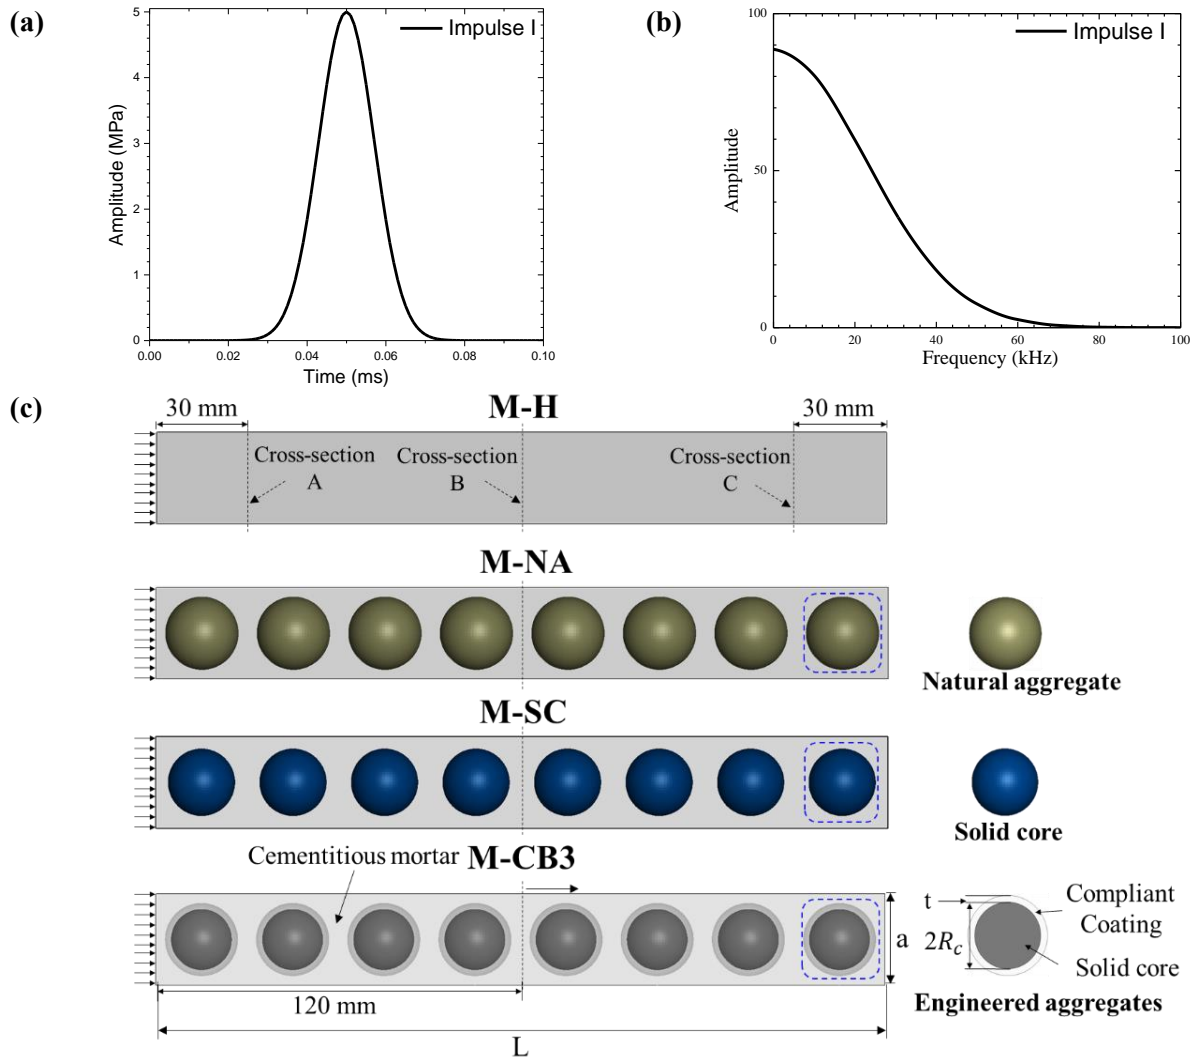 (a)
Impulse I
5
4
3
2
1
0
Amplitude (MPa)
0.00 0.02 0.04 0.06 0.08 0.10
Time (ms)
(b)
Impulse I
100
50
0
Amplitude
0 20 40 60 80 100
Frequency (kHz)
(c)
M-H
30 mm
30 mm
Cross-section
A
Cross-section
B
Cross-section
C
M-NA
Natural aggregate
M-SC
Solid core
Cementitious mortar
M-CB3
a
t
2Rc
Compliant
Coating
Solid core
Engineered aggregates
120 mm
L